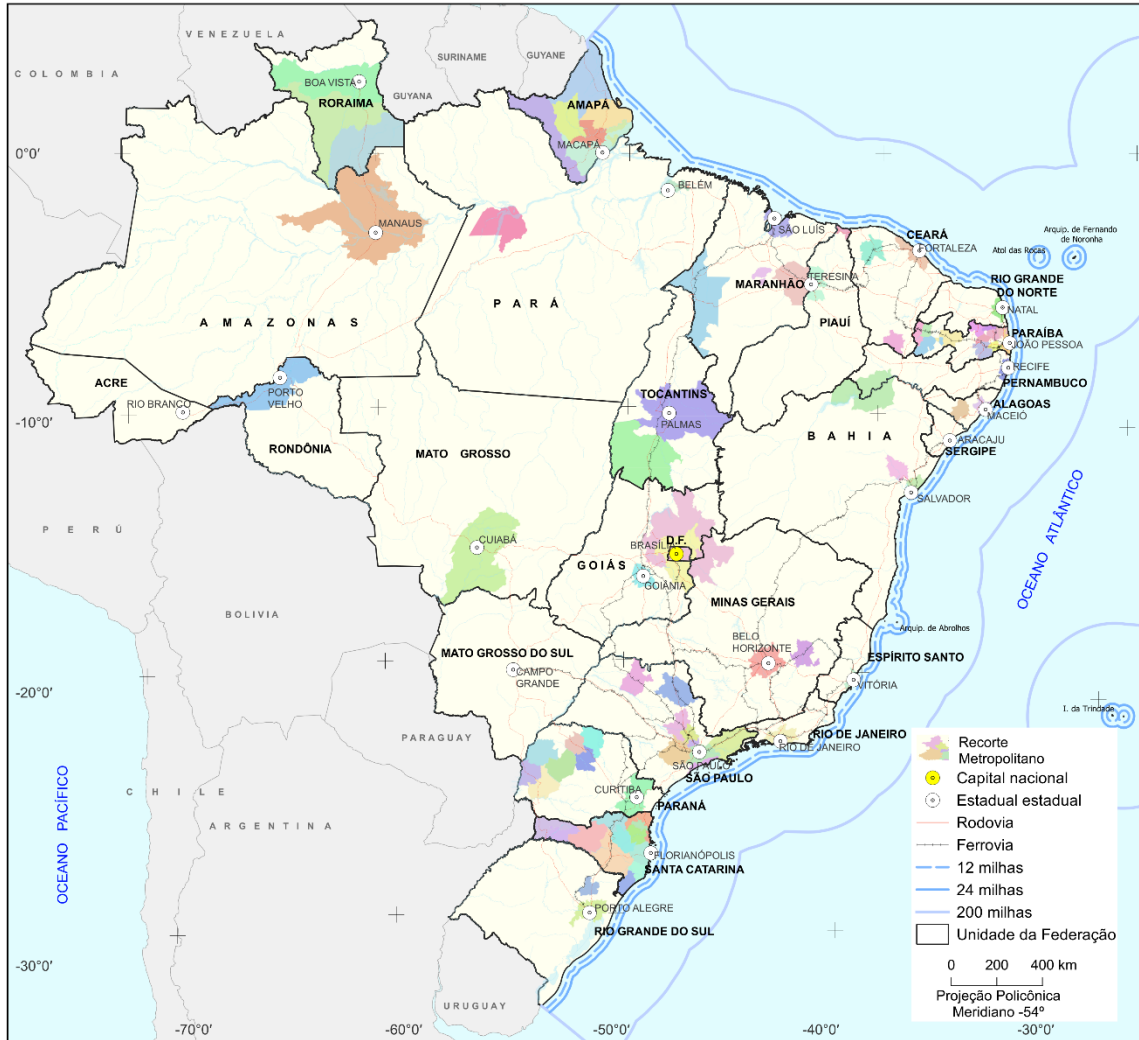 VENEZUELA
SURINAME
GUYANE
COLOMBIA
BOA VISTA
RORAIMA
GUYANA
AMAPÁ
MACAPÁ
0°0'
BELÉM
MANAUS
SÃO LUÍS
CEARÁ
FORTALEZA
Atol das Rocas
Arquip. de Fernando
de Noronha
RIO GRANDE
DO NORTE
NATAL
MARANHÃO
TERESINA
PARÁ
AMAZONAS
PIAUÍ
PARAÍBA
JOÃO PESSOA
RECIFE
PERNAMBUCO
ACRE
RIO BRANCO
PORTO
VELHO
TOCANTINS
PALMAS
ALAGOAS
MACEIÓ
-10°0'
RONDÔNIA
MATO GROSSO
BAHIA
ARACAJU
SERGIPE
SALVADOR
PERÚ
CUIABÁ
D.F.
BRASÍLIA
GOIÁS
GOIÂNIA
OCEANO ATLÂNTICO
BOLIVIA
MINAS GERAIS
Arquip. de Abrolhos
BELO
HORIZONTE
ESPÍRITO SANTO
MATO GROSSO DO SUL
CAMPO
GRANDE
VITÓRIA
-20°0'
I. da Trindade
PARAGUAY
RIO DE JANEIRO
RIO DE JANEIRO
SÃO PAULO
SÃO PAULO
CHILE
CURITIBA
PARANÁ
ARGENTINA
OCEANO PACÍFICO
FLORIANÓPOLIS
SANTA CATARINA
PORTO ALEGRE
RIO GRANDE DO SUL
-30°0'
URUGUAY
-70°0'
-60°0'
-50°0'
-40°0'
-30°0'
Recorte
Metropolitano
Capital nacional
Estadual estadual
Rodovia
Ferrovia
12 milhas
24 milhas
200 milhas
Unidade da Federação
0 200 400 km
Projeção Policônica
Meridiano -54º